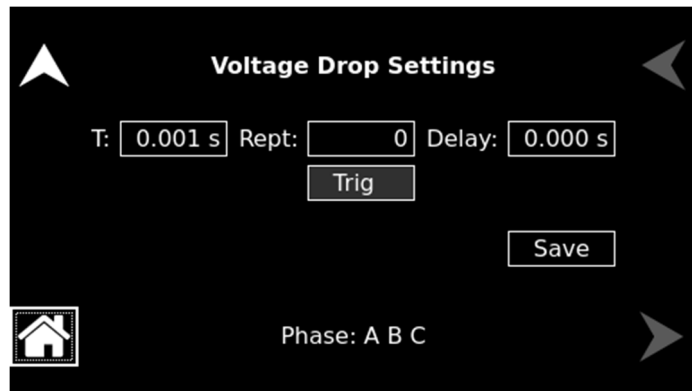 Voltage Drop Settings
T: 0.001 s Rept: 0 Delay: 0.000 s
Trig
Save
Phase: A B C